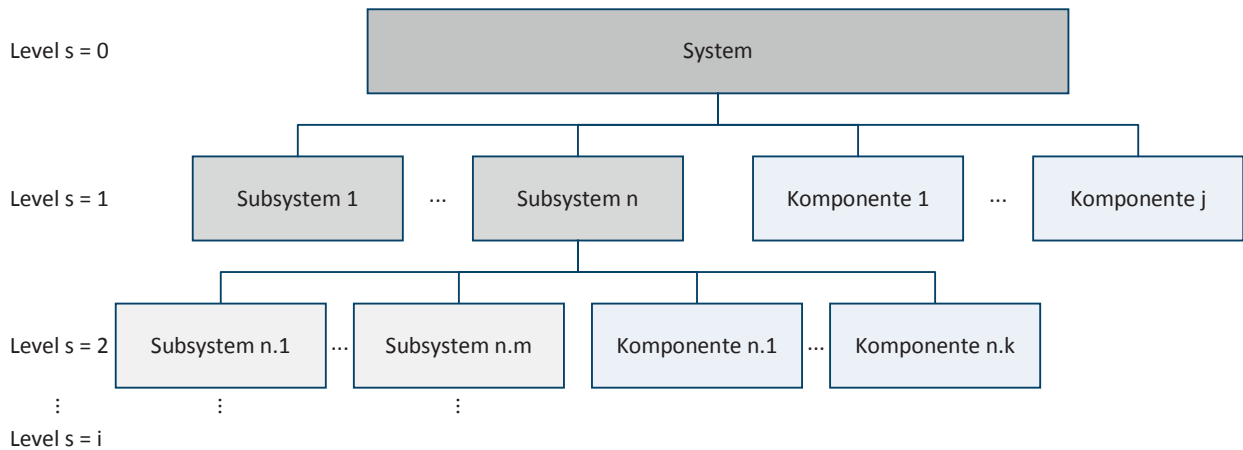 Level s = 0
System
Level s = 1
Subsystem 1
...
Subsystem n
Komponente 1
...
Komponente j
Level s = 2
Subsystem n.1
...
Subsystem n.m
Komponente n.1
...
Komponente n.k
⋮
⋮
⋮
Level s = i